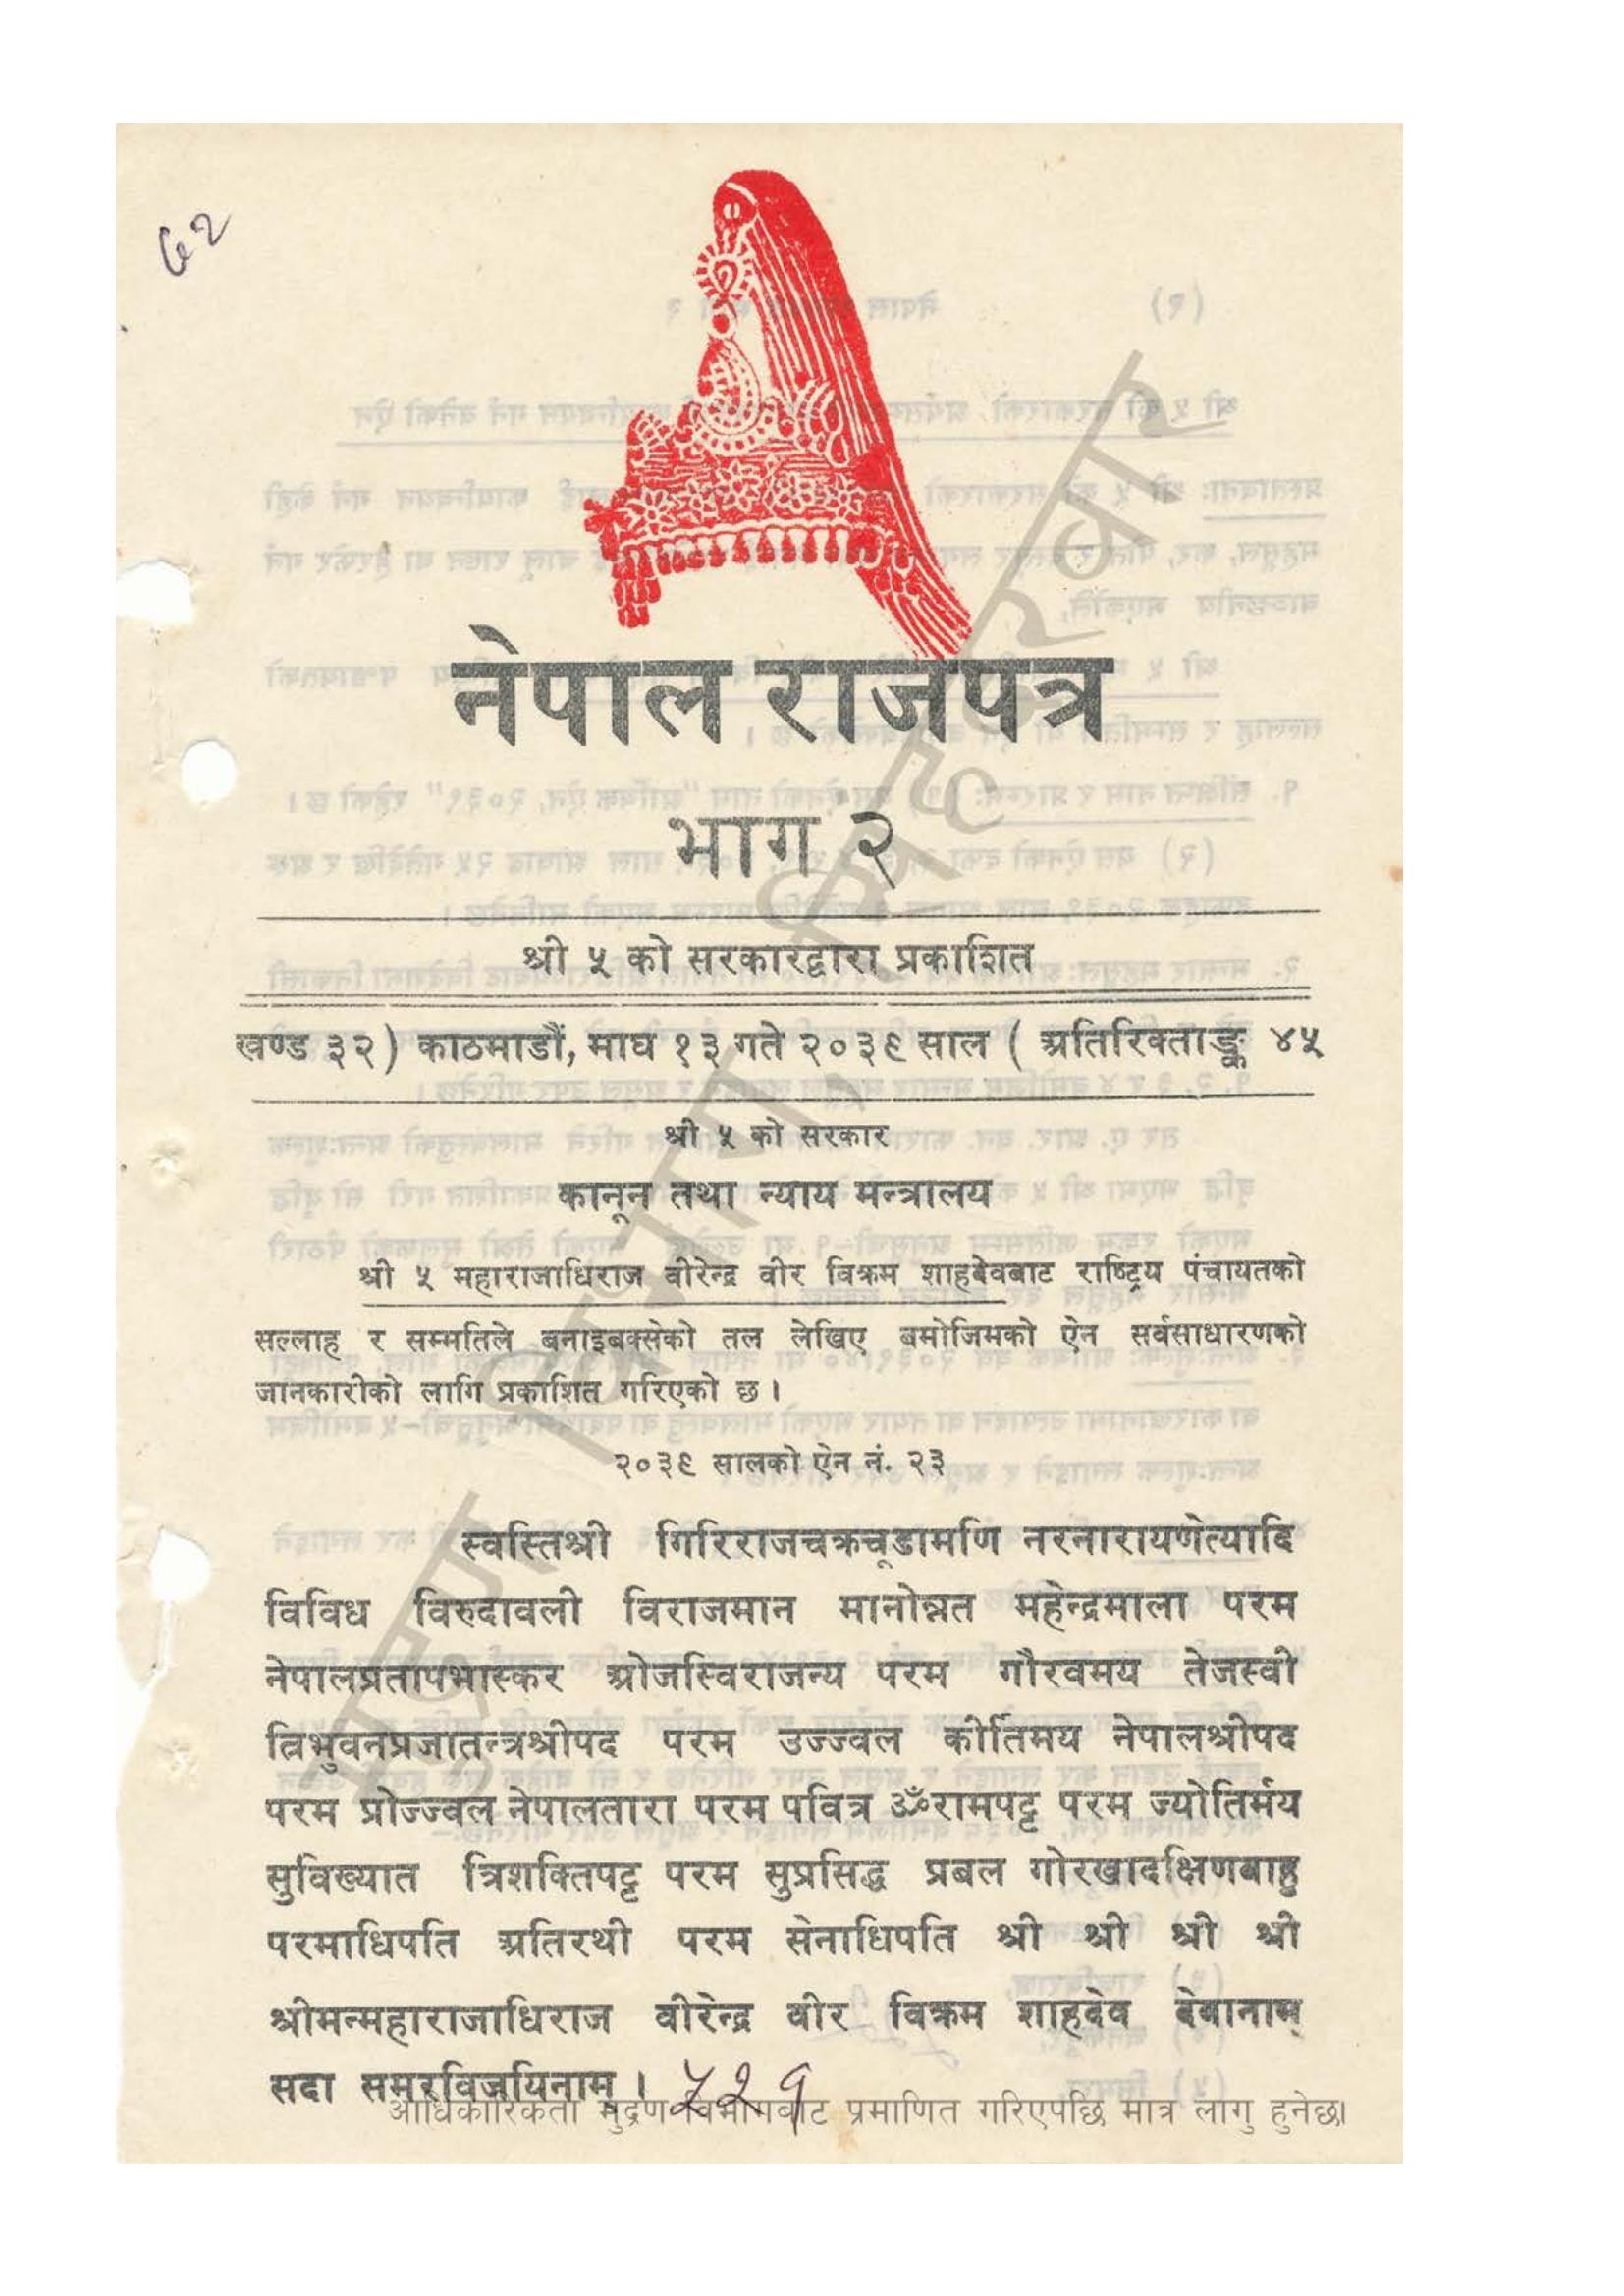 ७२
नेपाल राजपत्र
भाग २
श्री ५ को सरकारद्वारा प्रकाशित
खण्ड ३२) काठमाडौं, माघ १३ गते २०३९ साल ( अतिरिक्ताङ्क ४५
श्री ५ को सरकार
कानून तथा न्याय मन्त्रालय
श्री ५ महाराजाधिराज वीरेन्द्र वीर विक्रम शाहदेवबाट राष्ट्रिय पंचायतको
सल्लाह र सम्मतिले बनाइबक्सेको तल लेखिए बमोजिमको ऐन सर्वसाधारणको
जानकारीको लागि प्रकाशित गरिएको छ ।
२०३९ सालको ऐन नं. २३
स्वस्तिश्री गिरिराजचक्रचूडामणि नरनारायणेत्यादि
विविध विरुदावली विराजमान मानोन्नत महेन्द्रमाला परम
नेपालप्रतापभास्कर ओजस्विराजन्य परम गौरवमय तेजस्वी
त्रिभुवनप्रजातन्त्रश्रीपद परम उज्ज्वल कीर्तिमय नेपालश्रीपद
परम प्रोज्ज्वल नेपालतारा परम पवित्र ॐरामपट्ट परम ज्योतिर्मय
सुविख्यात त्रिशक्तिपट्ट परम सुप्रसिद्ध प्रबल गोरखादक्षिणबाहु
परमाधिपति अतिरथी परम सेनाधिपति श्री श्री श्री श्री
श्रीमन्महाराजाधिराज वीरेन्द्र वीर विक्रम शाहदेव देवानाम्
सदा समरविजयिनाम् । ५२१
आधिकारिकता मुद्रण विभागबाट प्रमाणित गरिएपछि मात्र लागु हुनेछ।
मुद्रण विभाग, सिंहदरवार